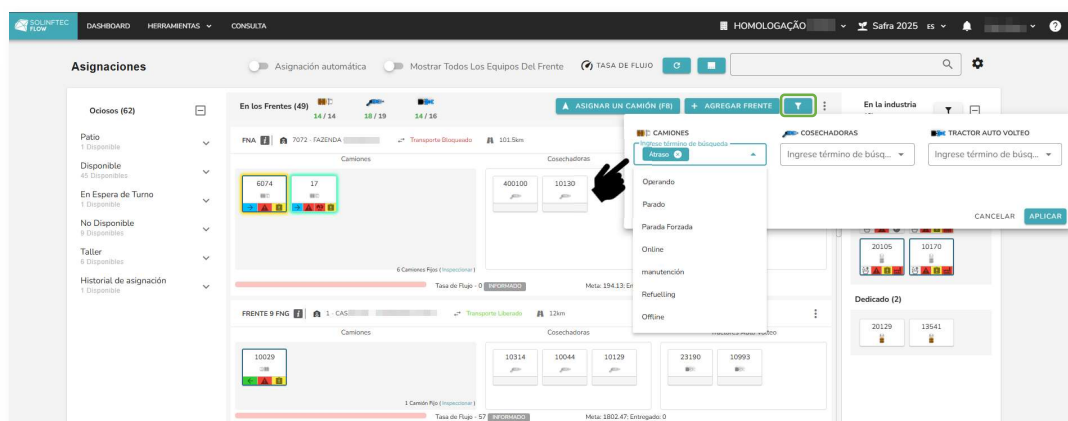 SOLINFTEC
FLOW
DASHBOARD
HERRAMIENTAS
CONSULTA
HOMOLOGAÇÃO
Safra 2025
ES
?
Asignaciones
Asignación automática
Mostrar Todos Los Equipos Del Frente
TASA DE FLUJO
Ociosos (62)
Patio
1 Disponible
Disponible
45 Disponibles
En Espera de Turno
1 Disponible
No Disponible
8 Disponibles
Taller
6 Disponibles
Historial de asignación
1 Disponible
En los Frentes (49)
14 / 14
18 / 19
14 / 16
ASIGNAR UN CAMIÓN (F8)
+ AGREGAR FRENTE
FNA
7072 - FAZENDA
Transporte Bloqueado
101.5km
Camiones
Cosechadoras
6074
17
400100
10130
6 Camiones Fijos (Inspeccionar)
Tasa de Flujo - 0 INFORMADO
Meta: 194.13; En
CAMIONES
Ingrese término de búsqueda
Atraso
Operando
Parado
Parada Forzada
Online
manutención
Refuelling
Offline
COSECHADORAS
Ingrese término de búsq...
TRACTOR AUTO VOLTEO
Ingrese término de búsq...
CANCELAR
APLICAR
FRENTE 9 FNG
1 - CAS
Transporte Liberado
12km
Camiones
Cosechadoras
10029
10314
10044
10129
23190
10993
1 Camión Fijo (Inspeccionar)
Tasa de Flujo - 57 INFORMADO
Meta: 1802.47; Entregado: 0
En la industria
20105
10170
Dedicado (2)
20129
13541